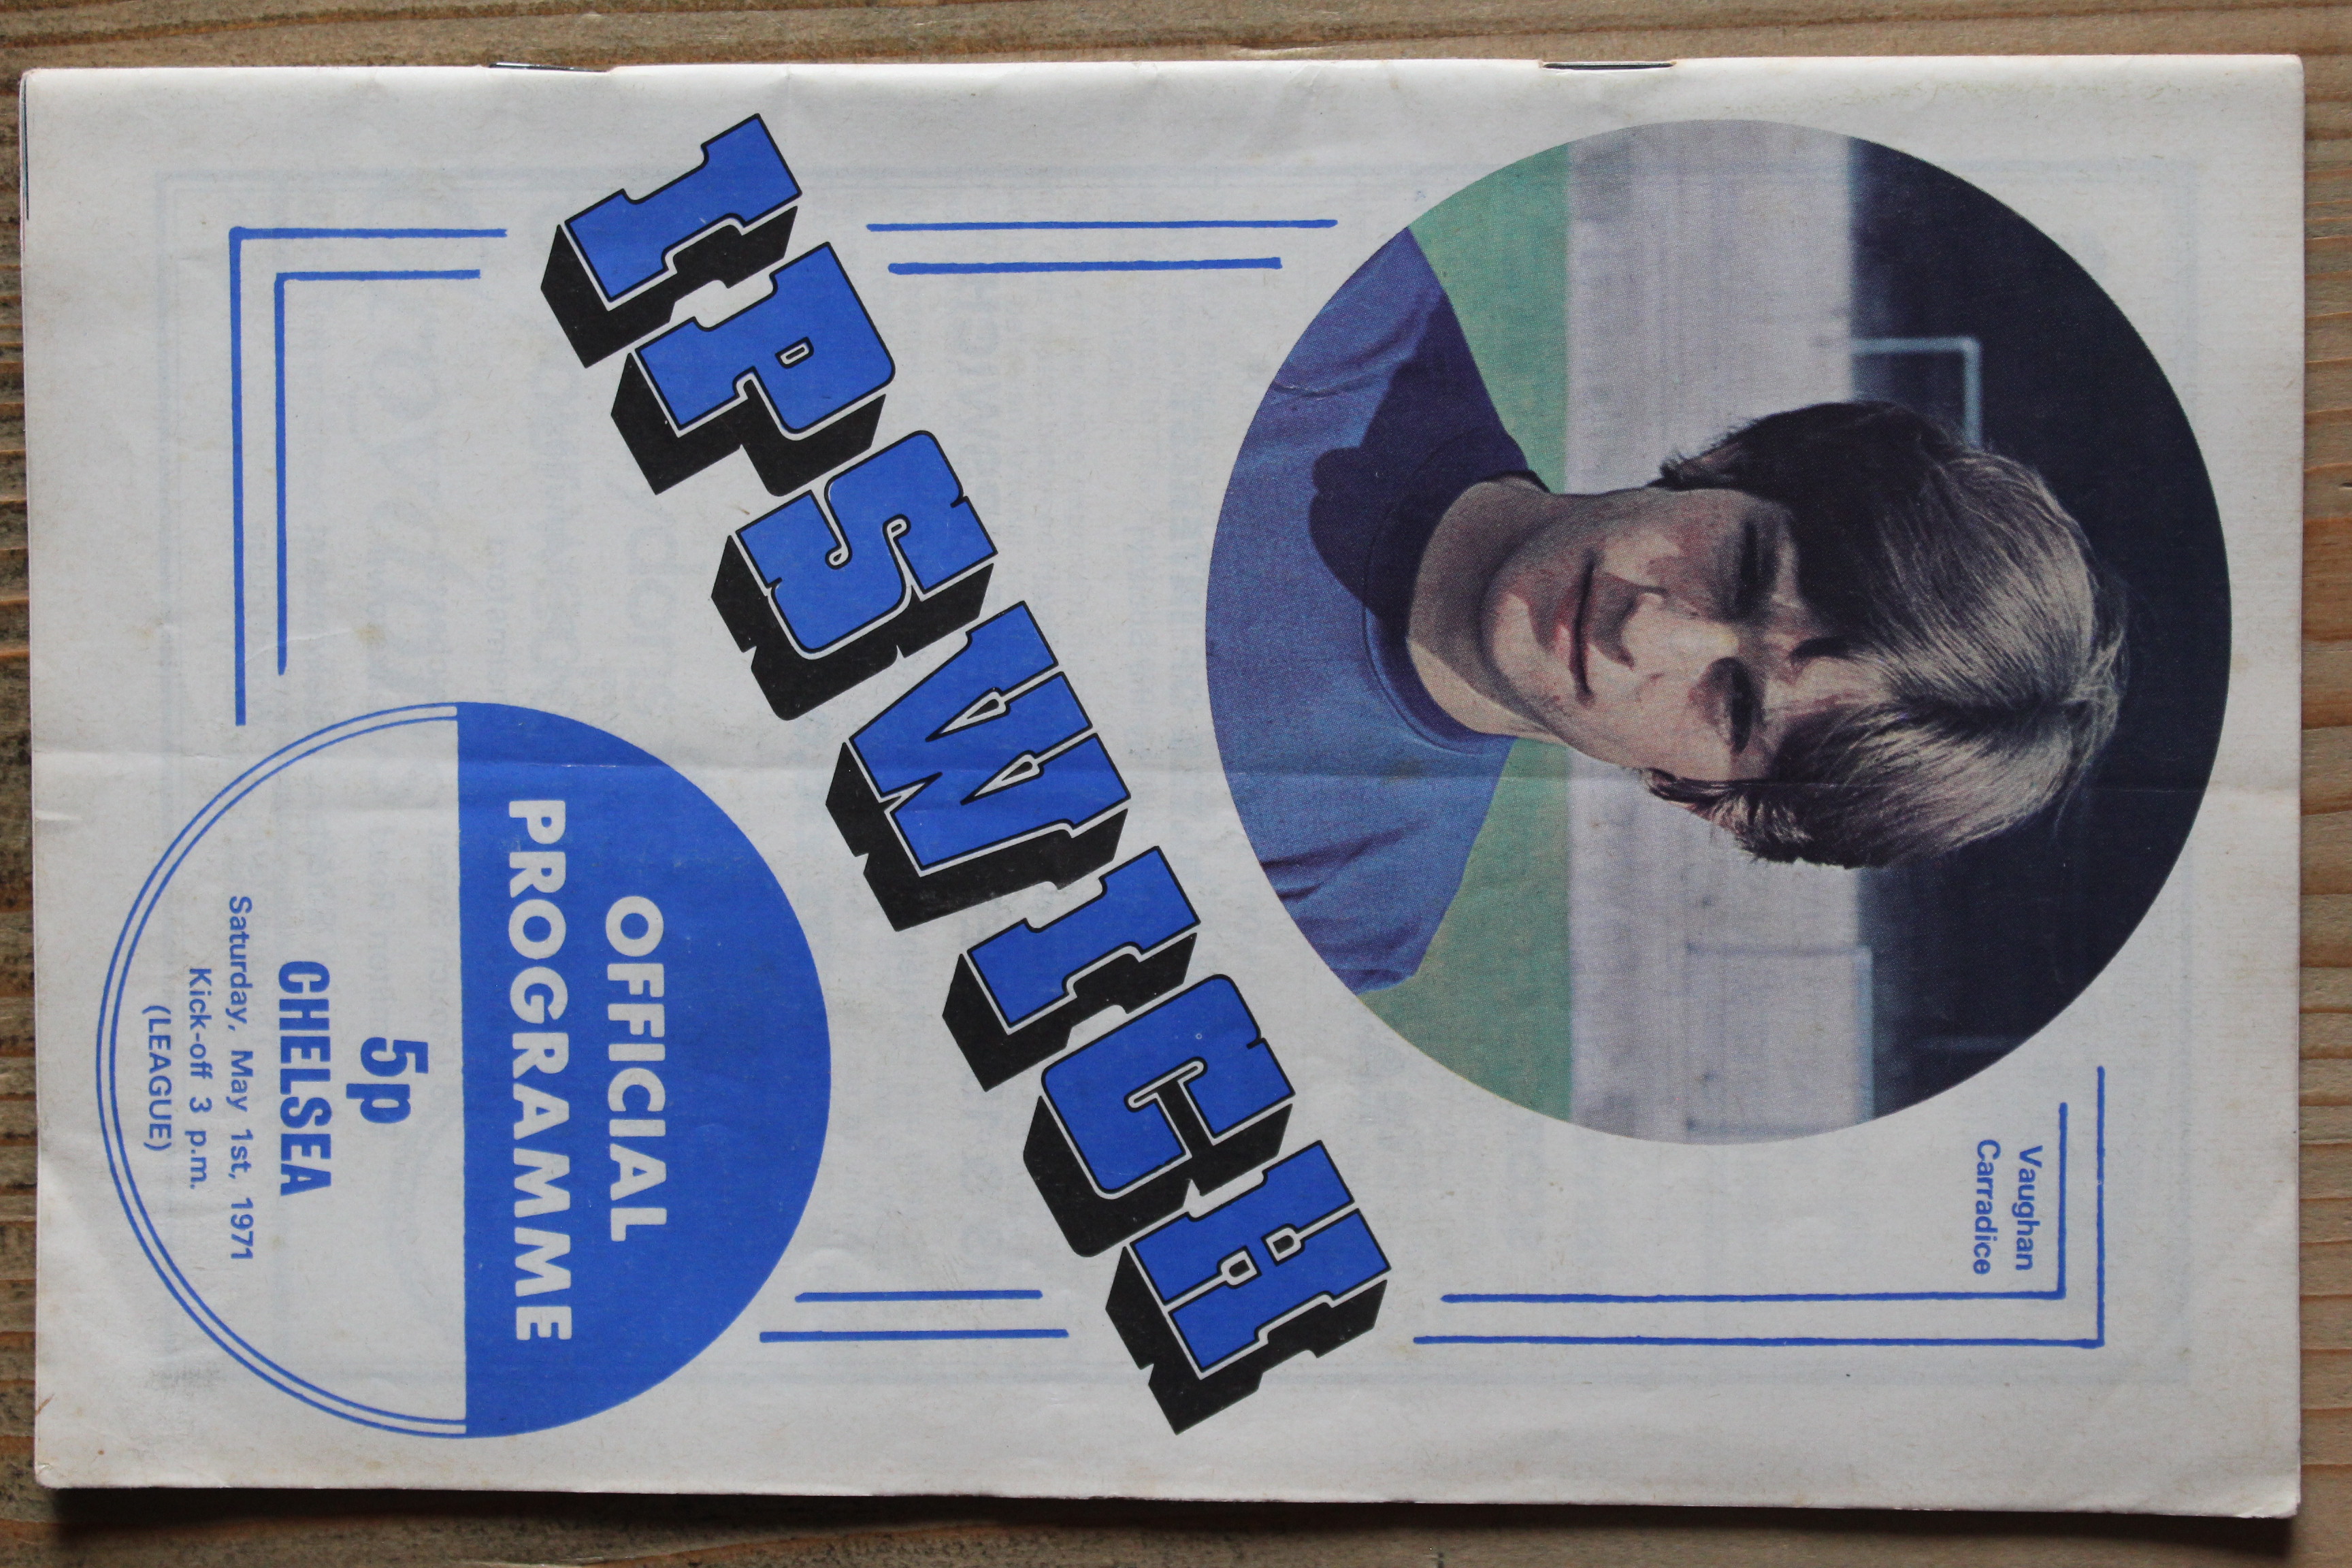 Vaughan
Carradice
IPSWICH
OFFICIAL
PROGRAMME
5p
CHELSEA
Saturday, May 1st, 1971
Kick-off 3 p.m.
(LEAGUE)